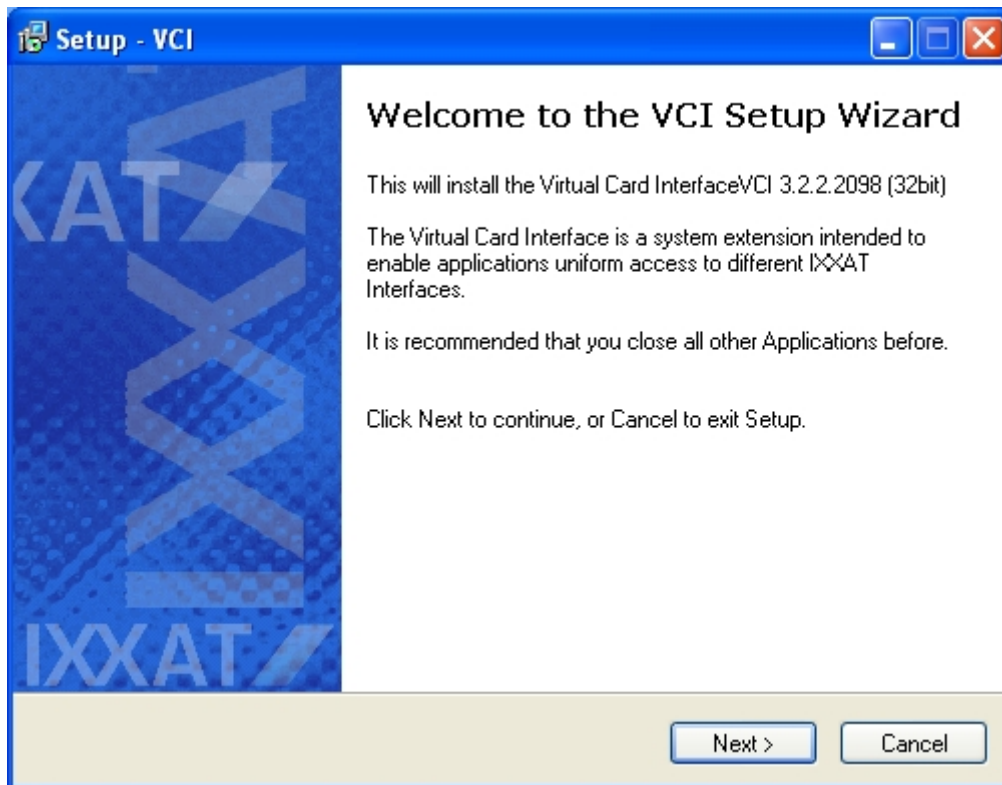 Setup - VCI
Welcome to the VCI Setup Wizard
This will install the Virtual Card InterfaceVCI 3.2.2.2098 (32bit)
The Virtual Card Interface is a system extension intended to
enable applications uniform access to different IXXAT
Interfaces.
It is recommended that you close all other Applications before.
Click Next to continue, or Cancel to exit Setup.
XAT
IXXA
IXXAT
Next >
Cancel